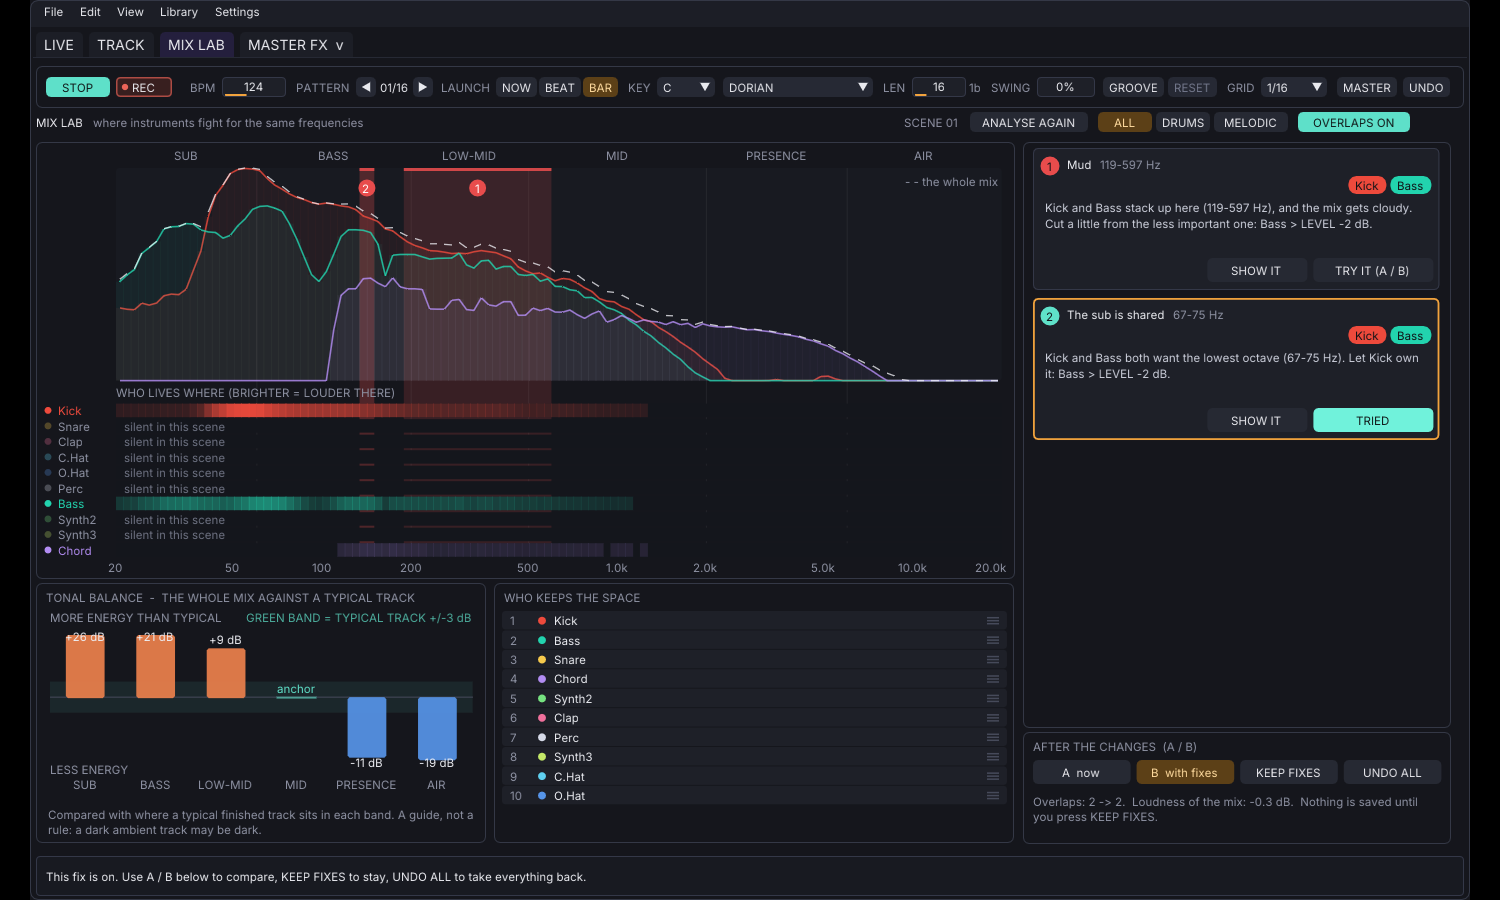 File Edit View Library Settings
LIVE TRACK MIX LAB MASTER FX v
STOP REC BPM 124 PATTERN ◀ 01/16 ▶ LAUNCH NOW BEAT BAR KEY C ▼ DORIAN ▼ LEN 16 1b SWING 0% GROOVE RESET GRID 1/16 ▼ MASTER UNDO
MIX LAB where instruments fight for the same frequencies SCENE 01 ANALYSE AGAIN ALL DRUMS MELODIC OVERLAPS ON
SUB BASS LOW-MID MID PRESENCE AIR
- - the whole mix
2 1
WHO LIVES WHERE (BRIGHTER = LOUDER THERE)
Kick
Snare silent in this scene
Clap silent in this scene
C.Hat silent in this scene
O.Hat silent in this scene
Perc silent in this scene
Bass
Synth2 silent in this scene
Synth3 silent in this scene
Chord
20 50 100 200 500 1.0k 2.0k 5.0k 10.0k 20.0k
1 Mud 119-597 Hz
Kick Bass
Kick and Bass stack up here (119-597 Hz), and the mix gets cloudy.
Cut a little from the less important one: Bass > LEVEL -2 dB.
SHOW IT TRY IT (A / B)
2 The sub is shared 67-75 Hz
Kick Bass
Kick and Bass both want the lowest octave (67-75 Hz). Let Kick own
it: Bass > LEVEL -2 dB.
SHOW IT TRIED
TONAL BALANCE - THE WHOLE MIX AGAINST A TYPICAL TRACK
MORE ENERGY THAN TYPICAL GREEN BAND = TYPICAL TRACK +/-3 dB
+26 dB +21 dB +9 dB
anchor
-11 dB -19 dB
LESS ENERGY
SUB BASS LOW-MID MID PRESENCE AIR
Compared with where a typical finished track sits in each band. A guide, not a
rule: a dark ambient track may be dark.
WHO KEEPS THE SPACE
1 Kick
2 Bass
3 Snare
4 Chord
5 Synth2
6 Clap
7 Perc
8 Synth3
9 C.Hat
10 O.Hat
AFTER THE CHANGES (A / B)
A now B with fixes KEEP FIXES UNDO ALL
Overlaps: 2 -> 2. Loudness of the mix: -0.3 dB. Nothing is saved until
you press KEEP FIXES.
This fix is on. Use A / B below to compare, KEEP FIXES to stay, UNDO ALL to take everything back.